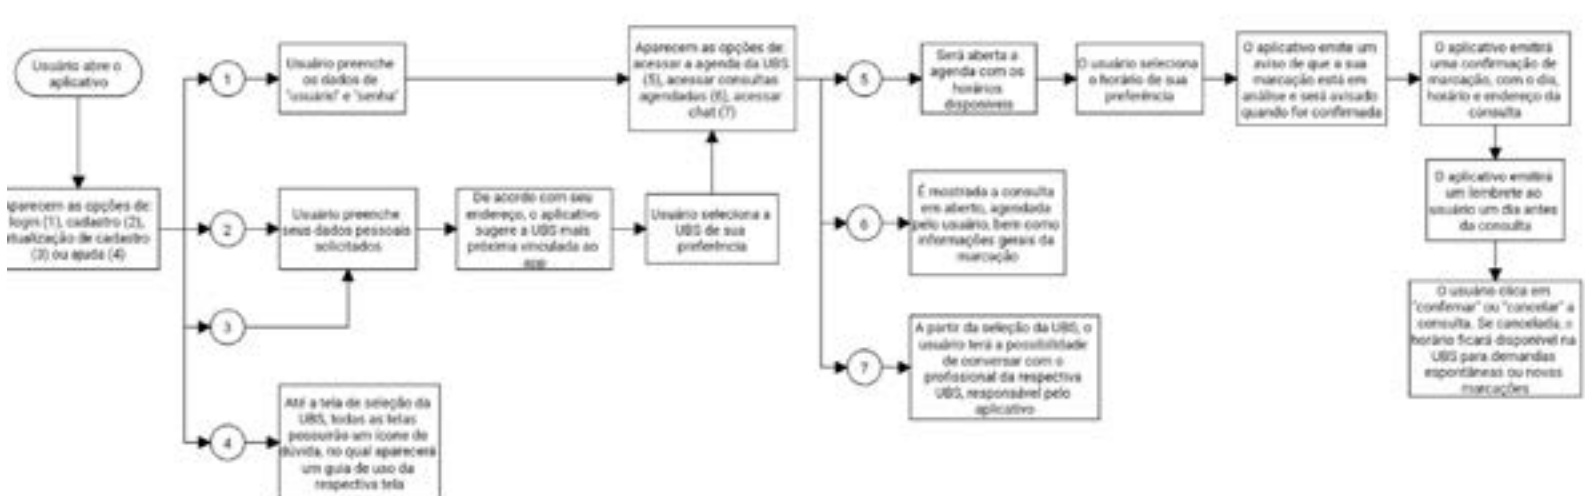 Usuário abre o
aplicativo
Aparecem as opções de:
login (1), cadastro (2),
atualização de cadastro
(3) ou ajuda (4)
1
Usuário preenche
os dados de
"usuário" e "senha"
2
Usuário preenche
seus dados pessoais
solicitados
De acordo com seu
endereço, o aplicativo
sugere a UBS mais
próxima vinculada ao
app
Usuário seleciona a
UBS de sua
preferência
3
4
Até a tela de seleção da
UBS, todas as telas
possuirão um ícone de
dúvida, no qual aparecerá
um guia de uso da
respectiva tela
Aparecem as opções de:
acessar a agenda da UBS
(5), acessar consultas
agendadas (6), acessar
chat (7)
5
Será aberta a
agenda com os
horários
disponíveis
O usuário seleciona
o horário de sua
preferência
O aplicativo emite um
aviso de que a sua
marcação está em
análise e será avisado
quando for confirmada
O aplicativo emitirá
uma confirmação de
marcação, com o dia,
horário e endereço da
consulta
O aplicativo emitirá
um lembrete ao
usuário um dia antes
da consulta
O usuário clica em
"confirmar" ou "cancelar" a
consulta. Se cancelada, o
horário ficará disponível na
UBS para demandas
espontâneas ou novas
marcações
6
É mostrada a consulta
em aberto, agendada
pelo usuário, bem como
informações gerais da
marcação
7
A partir da seleção da UBS, o
usuário terá a possibilidade
de conversar com o
profissional da respectiva
UBS, responsável pelo
aplicativo